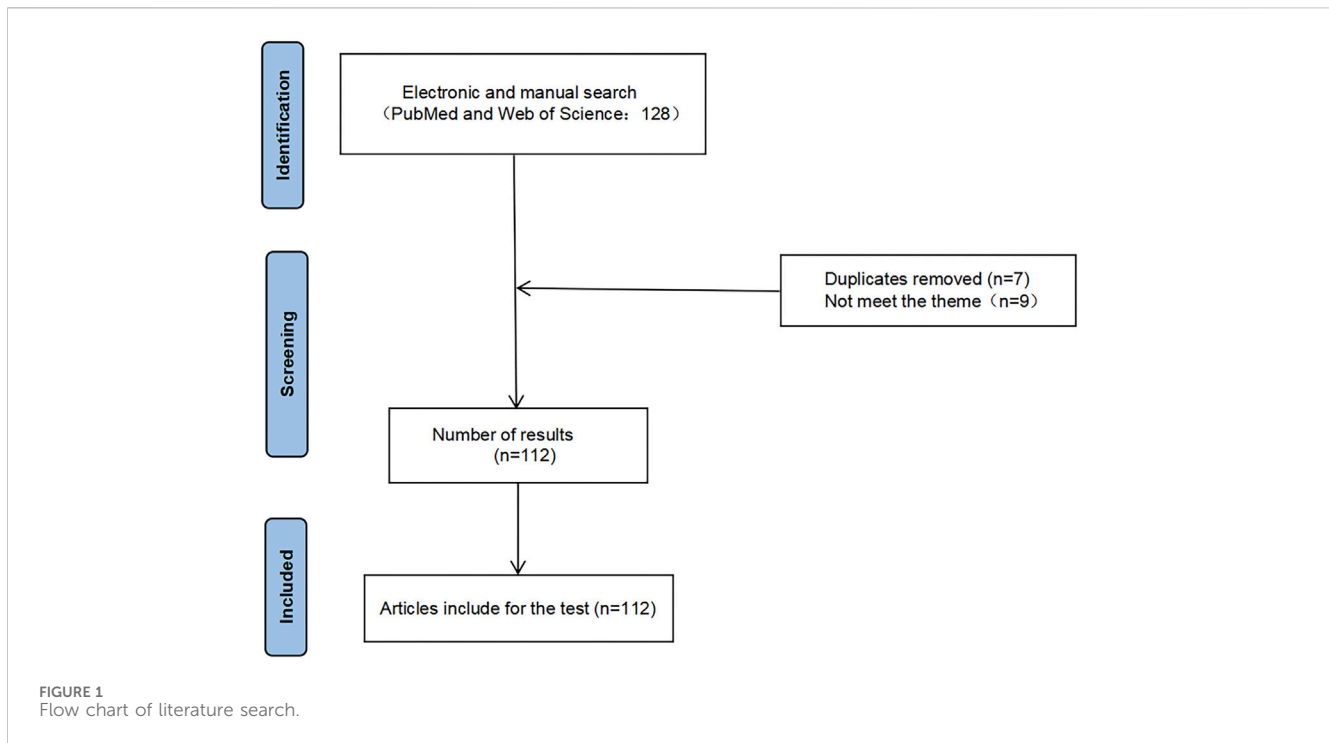 Identification
Electronic and manual search
（PubMed and Web of Science：128）
Screening
Duplicates removed (n=7)
Not meet the theme（n=9）
Number of results
(n=112)
Included
Articles include for the test (n=112)
FIGURE 1
Flow chart of literature search.